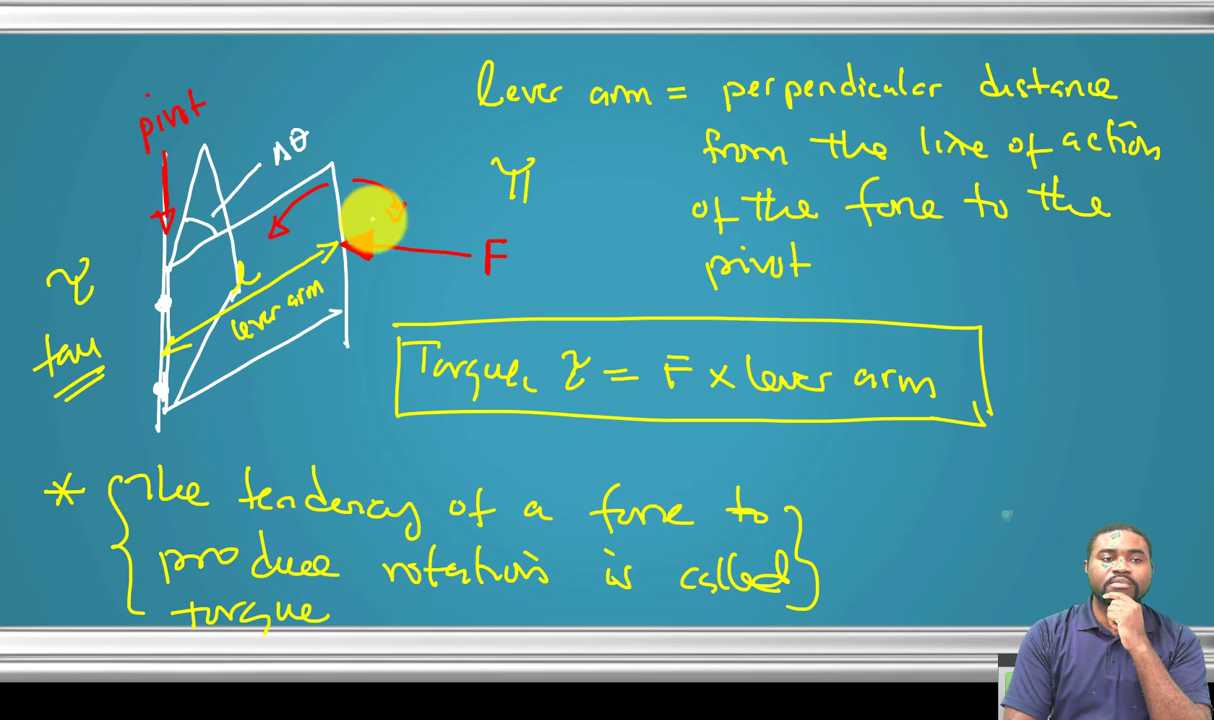 pivot
Δθ
lever arm = perpendicular distance
from the line of action
of the force to the
pivot
F
l
lever arm
τ
tau
Torque, τ = F × lever arm
* { The tendency of a force to }
produce rotation is called
torque